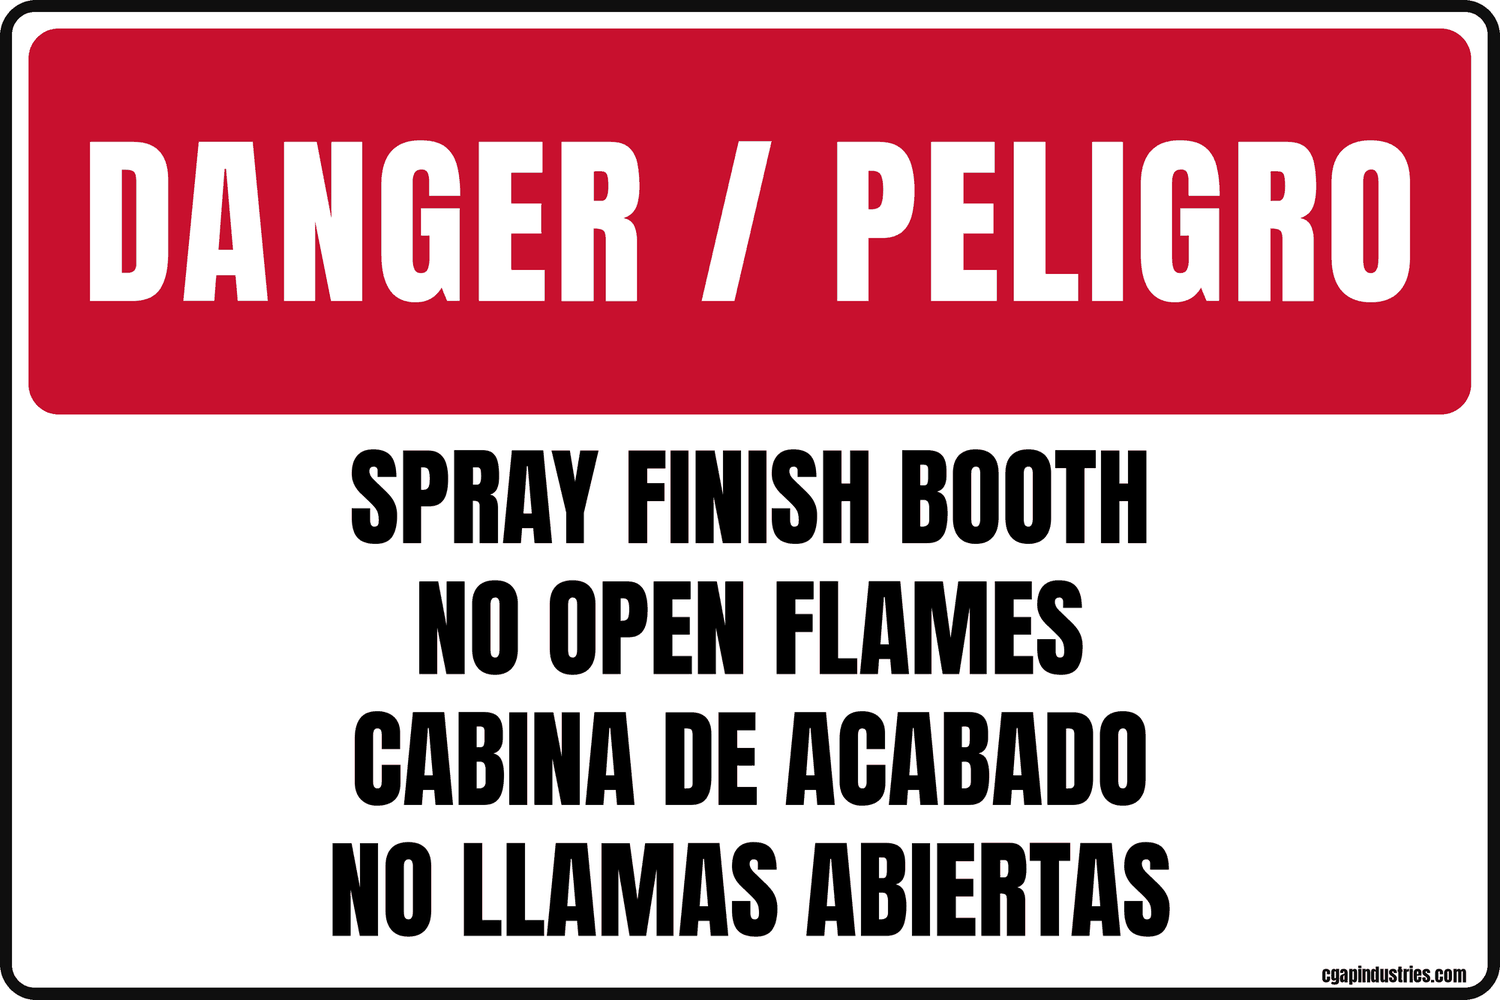 DANGER / PELIGRO
SPRAY FINISH BOOTH
NO OPEN FLAMES
CABINA DE ACABADO
NO LLAMAS ABIERTAS
cgapindustries.com